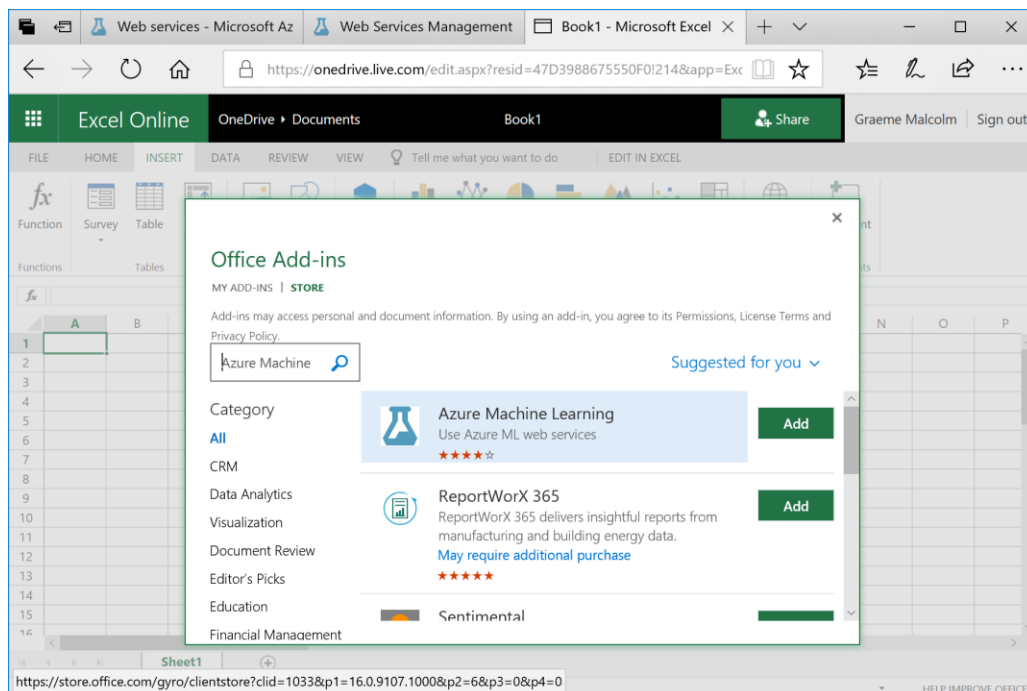 Web services - Microsoft Az
Web Services Management
Book1 - Microsoft Excel
https://onedrive.live.com/edit.aspx?resid=47D3988675550F0!214&app=Exc
Excel Online
OneDrive ▸ Documents
Book1
Share
Graeme Malcolm
Sign out
FILE HOME INSERT DATA REVIEW VIEW Tell me what you want to do EDIT IN EXCEL
fx
Function Survey Table
Functions Tables
fx
A B N O P
1
2
3
4
5
6
7
8
9
10
11
12
13
14
15
16
Office Add-ins
MY ADD-INS | STORE
Add-ins may access personal and document information. By using an add-in, you agree to its Permissions, License Terms and
Privacy Policy.
Azure Machine
Suggested for you
Category
All
CRM
Data Analytics
Visualization
Document Review
Editor's Picks
Education
Financial Management
Azure Machine Learning
Use Azure ML web services
Add
ReportWorX 365
ReportWorX 365 delivers insightful reports from
manufacturing and building energy data.
May require additional purchase
Add
Sentimental
Sheet1
https://store.office.com/gyro/clientstore?clid=1033&p1=16.0.9107.1000&p2=6&p3=0&p4=0
HELP IMPROVE OFFICE